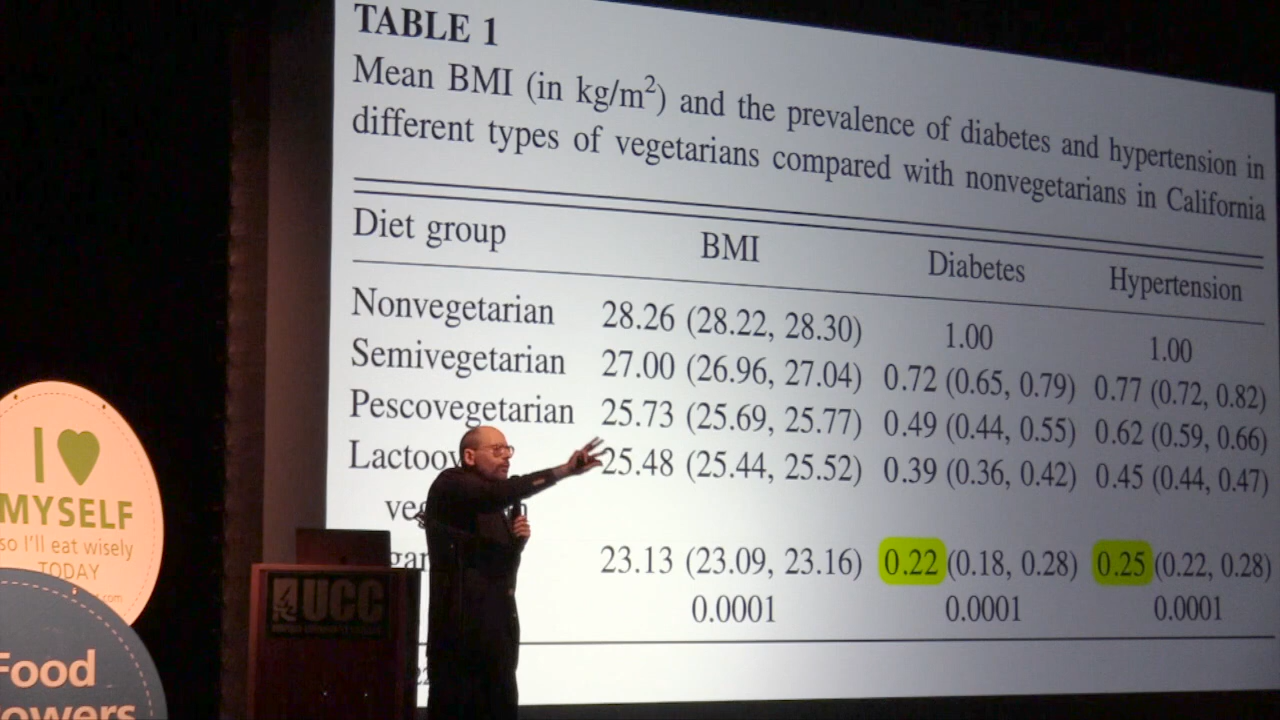 TABLE 1
Mean BMI (in kg/m²) and the prevalence of diabetes and hypertension in
different types of vegetarians compared with nonvegetarians in California
Diet group BMI Diabetes Hypertension
Nonvegetarian 28.26 (28.22, 28.30) 1.00 1.00
Semivegetarian 27.00 (26.96, 27.04) 0.72 (0.65, 0.79) 0.77 (0.72, 0.82)
Pescovegetarian 25.73 (25.69, 25.77) 0.49 (0.44, 0.55) 0.62 (0.59, 0.66)
25.48 (25.44, 25.52) 0.39 (0.36, 0.42) 0.45 (0.44, 0.47)
23.13 (23.09, 23.16) 0.22 (0.18, 0.28) 0.25 (0.22, 0.28)
0.0001 0.0001 0.0001
I ♥
MYSELF
so I'll eat wisely
TODAY
Food
UCC